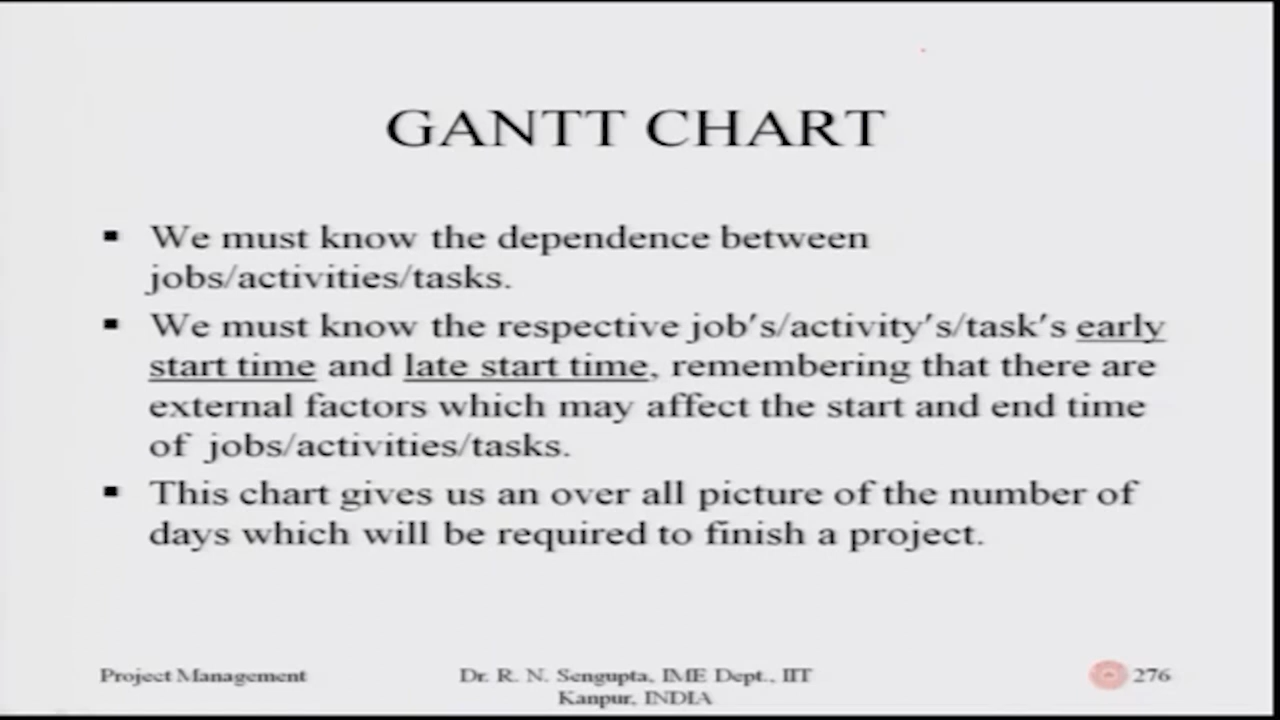 GANTT CHART
▪ We must know the dependence between
jobs/activities/tasks.
▪ We must know the respective job′s/activity′s/task′s early
start time and late start time, remembering that there are
external factors which may affect the start and end time
of jobs/activities/tasks.
▪ This chart gives us an over all picture of the number of
days which will be required to finish a project.
Project Management
Dr. R. N. Sengupta, IME Dept., IIT
Kanpur, INDIA
276